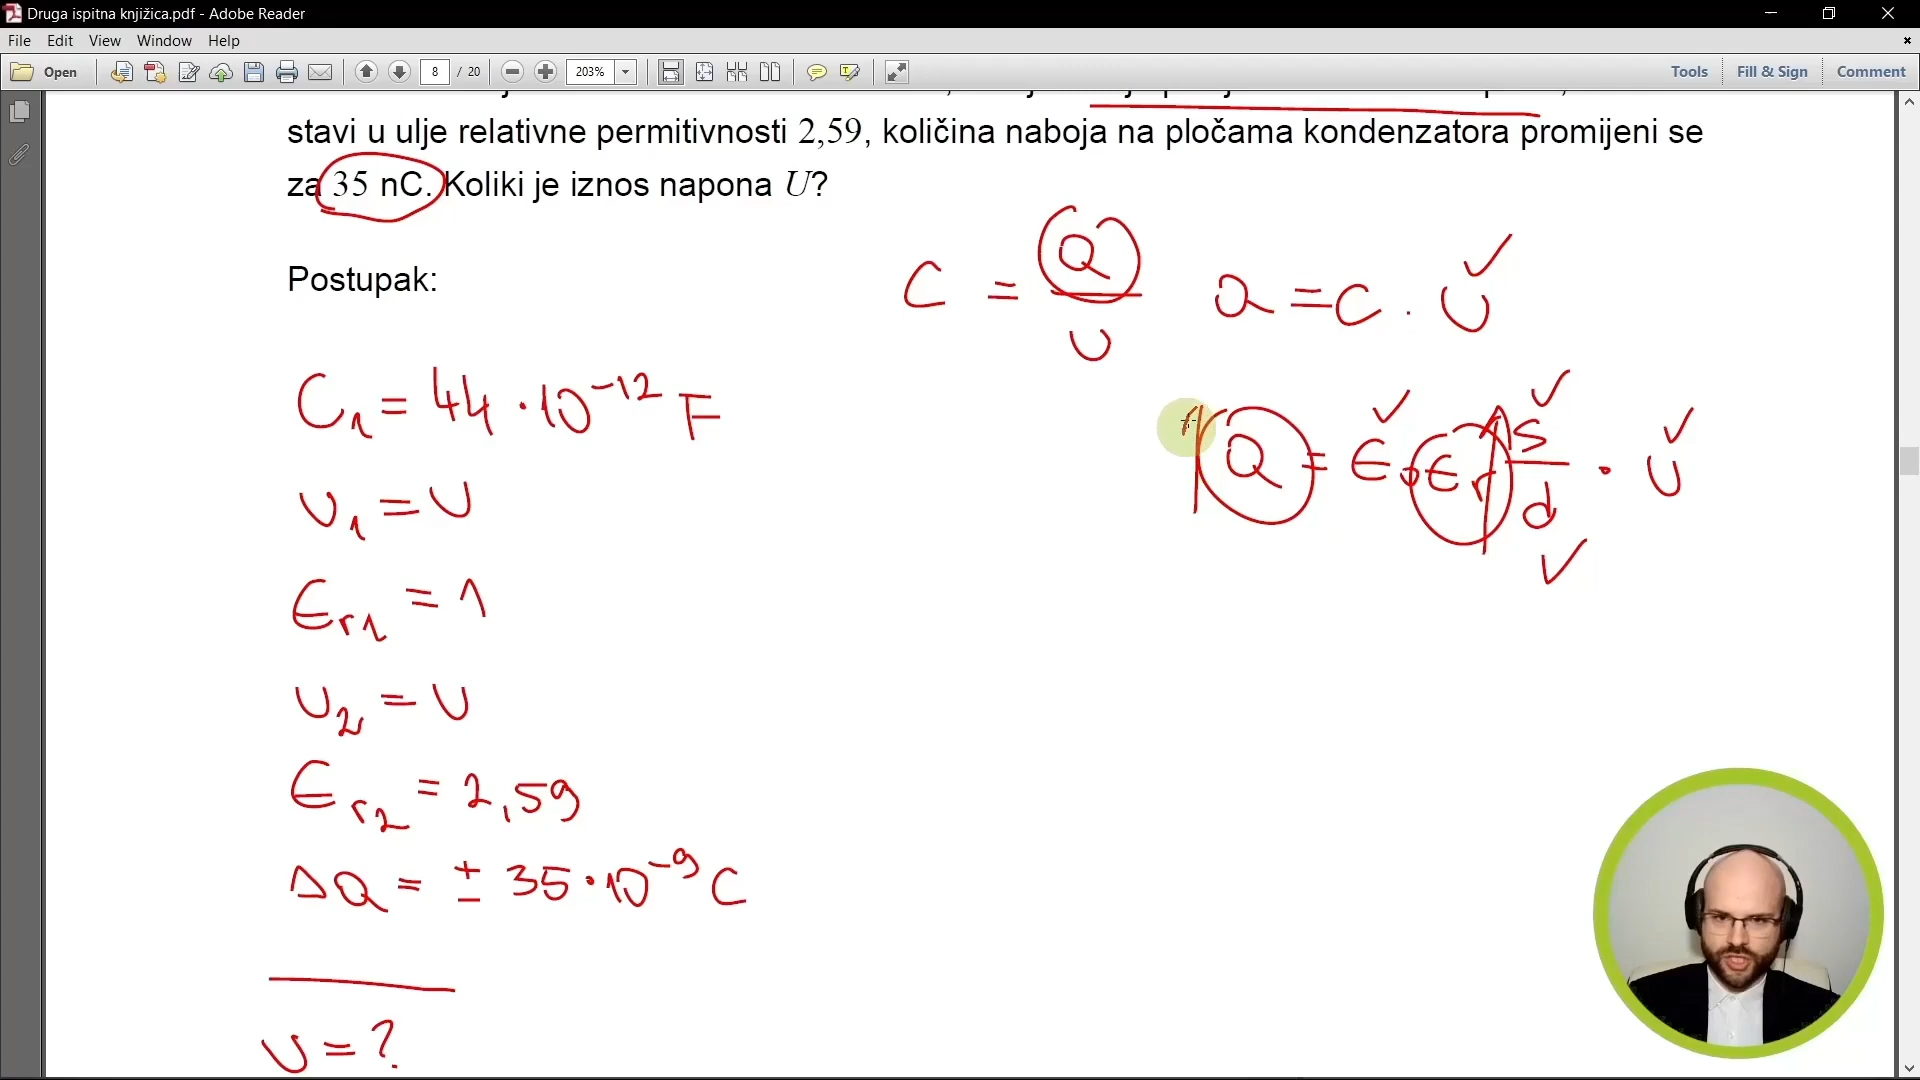 Druga ispitna knjižica.pdf - Adobe Reader
File Edit View Window Help
Open 8 / 20 203% Tools Fill & Sign Comment
stavi u ulje relativne permitivnosti 2,59, količina naboja na pločama kondenzatora promijeni se
za 35 nC. Koliki je iznos napona U?
Postupak:
C = Q/U Q = C · U
C₁ = 44 · 10⁻¹² F
Q = ϵ₀ϵr S/d · U
U₁ = U
ϵr1 = 1
U₂ = U
ϵr2 = 2,59
ΔQ = ± 35 · 10⁻⁹ C
U = ?